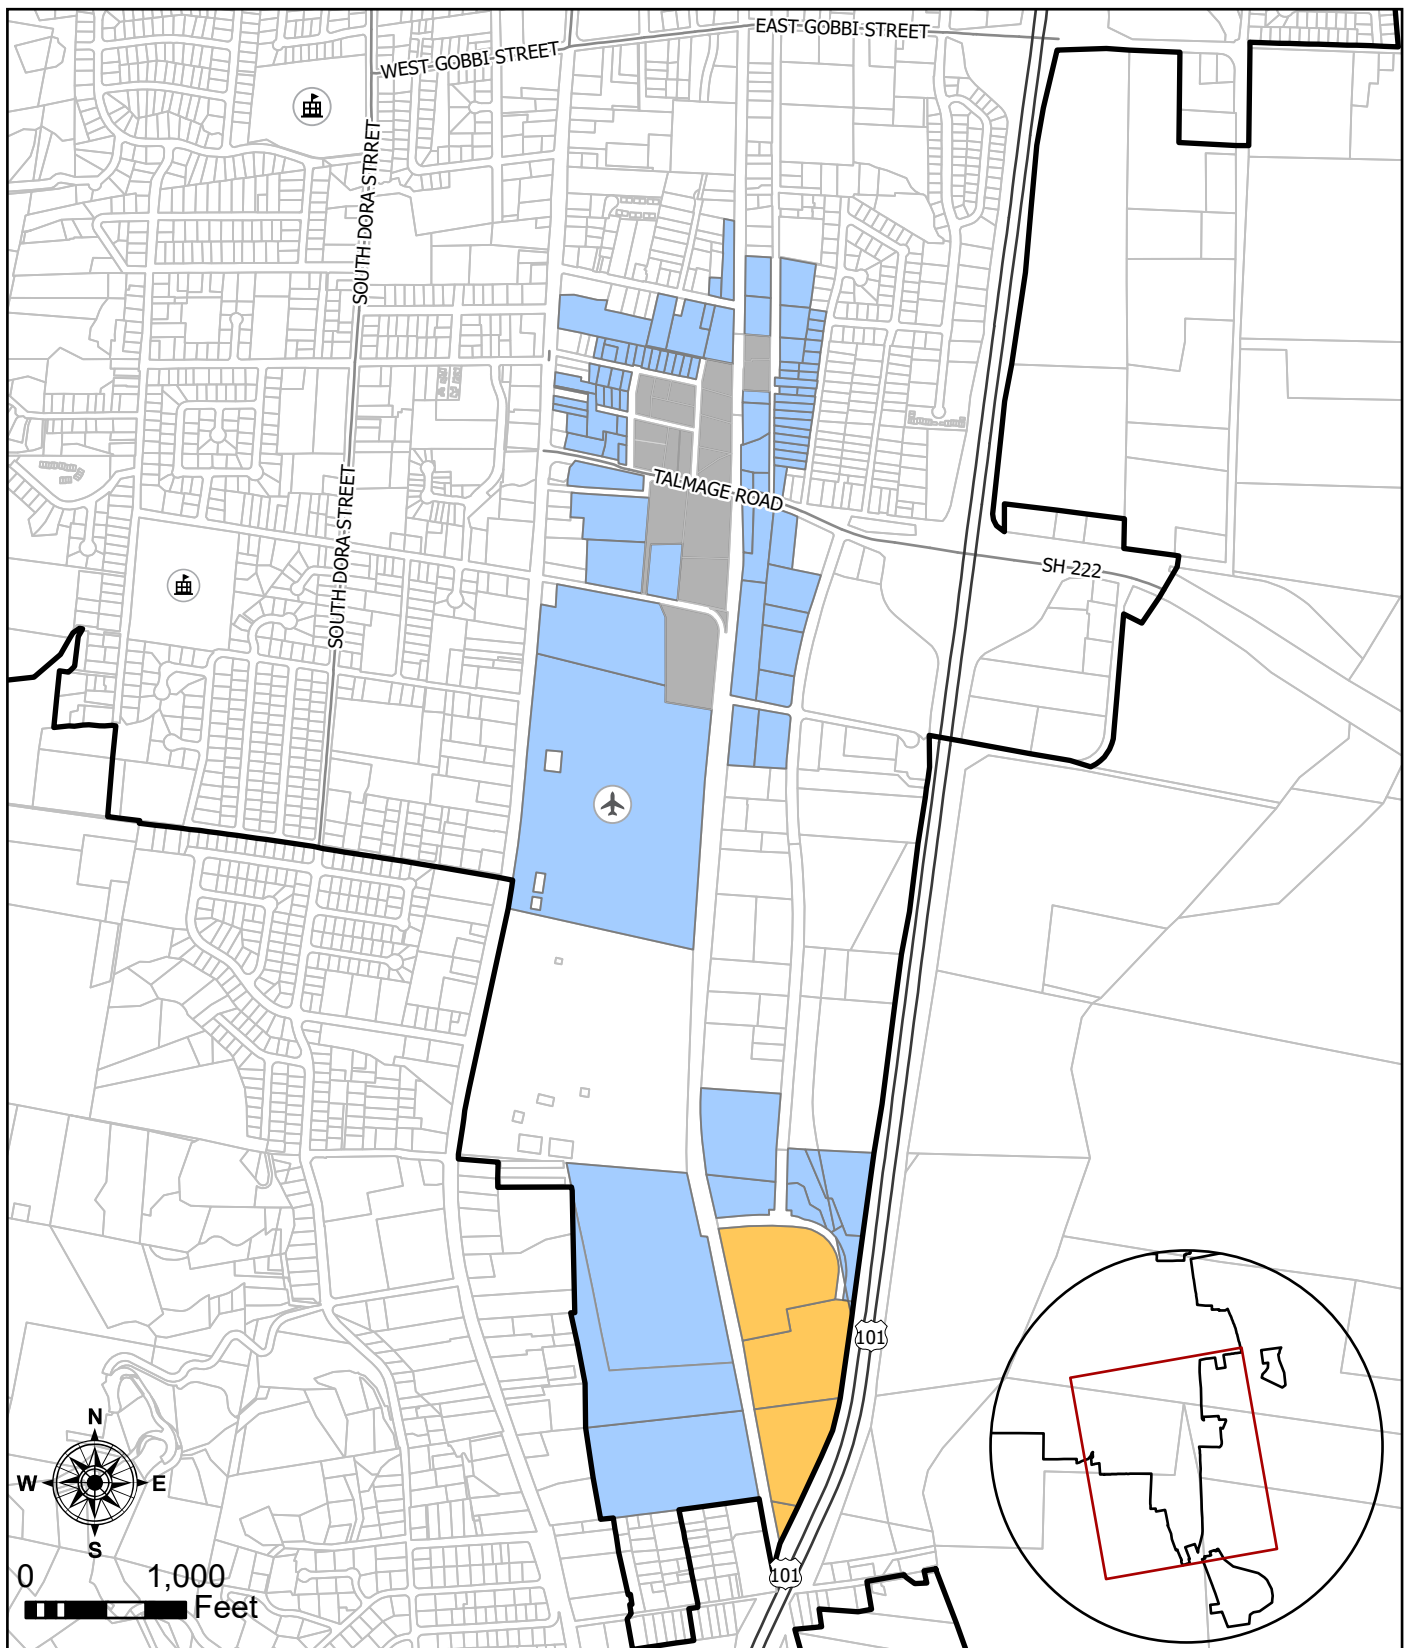 EAST GOBBI STREET
WEST GOBBI STREET
SOUTH DORA STRRET
TALMAGE ROAD
SOUTH DORA STREET
SH 222
101
N
W E
S
0 1,000
Feet
101